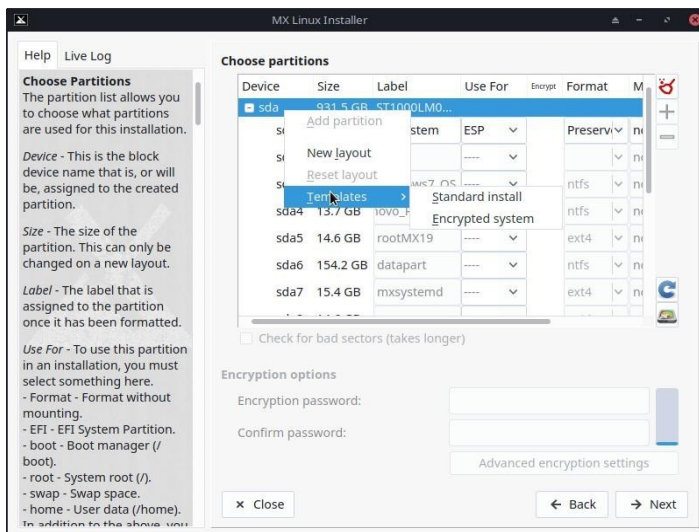 MX Linux Installer
Help
Live Log
Choose Partitions
The partition list allows you
to choose what partitions
are used for this installation.
Device - This is the block
device name that is, or will
be, assigned to the created
partition.
Size - The size of the
partition. This can only be
changed on a new layout.
Label - The label that is
assigned to the partition
once it has been formatted.
Use For - To use this partition
in an installation, you must
select something here.
- Format - Format without
mounting.
- EFI - EFI System Partition.
- boot - Boot manager (/
boot).
- root - System root (/).
- swap - Swap space.
- home - User data (/home).
In addition to the above, you
Choose partitions
Device Size Label Use For Encrypt Format M
sda 931.5 GB ST1000LM0...
Add partition
stem ESP Preserv
New layout
----
Reset layout
ws7_OS ---- ntfs
Templates
Standard install
sda4 13.7 GB ntfs
Encrypted system
sda5 14.6 GB rootMX19 ---- ext4
sda6 154.2 GB datapart ---- ntfs
sda7 15.4 GB mxsystemd ---- ext4
Check for bad sectors (takes longer)
Encryption options
Encryption password:
Confirm password:
Advanced encryption settings
Close
Back
Next